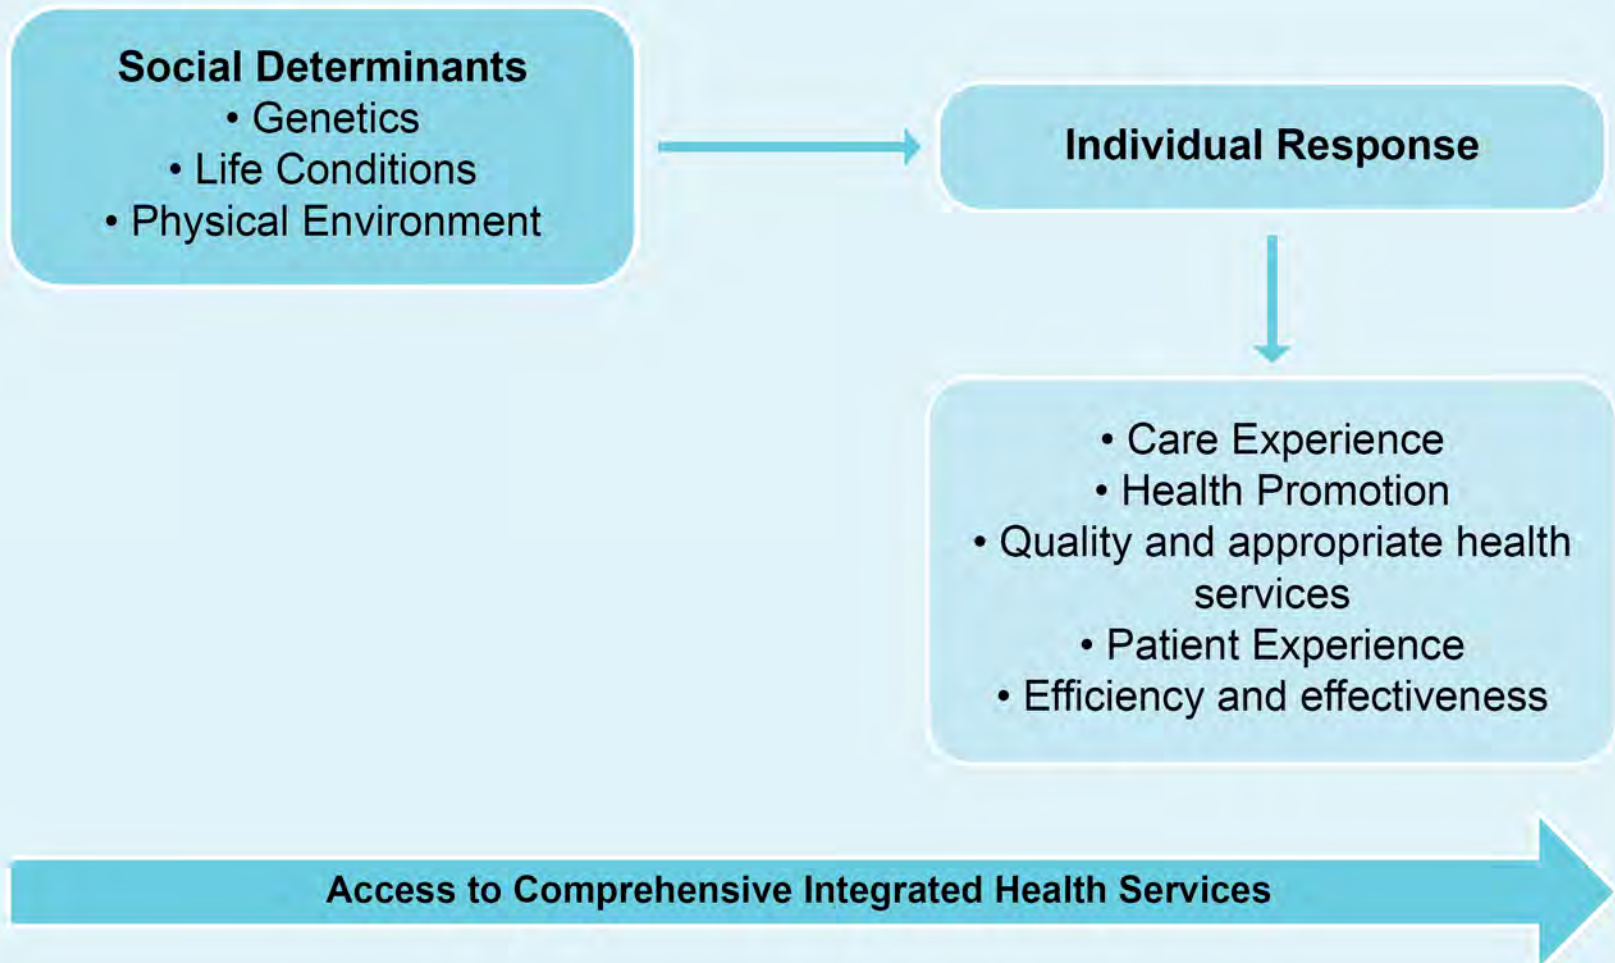 Social Determinants
• Genetics
• Life Conditions
• Physical Environment
Individual Response
• Care Experience
• Health Promotion
• Quality and appropriate health
services
• Patient Experience
• Efficiency and effectiveness
Access to Comprehensive Integrated Health Services